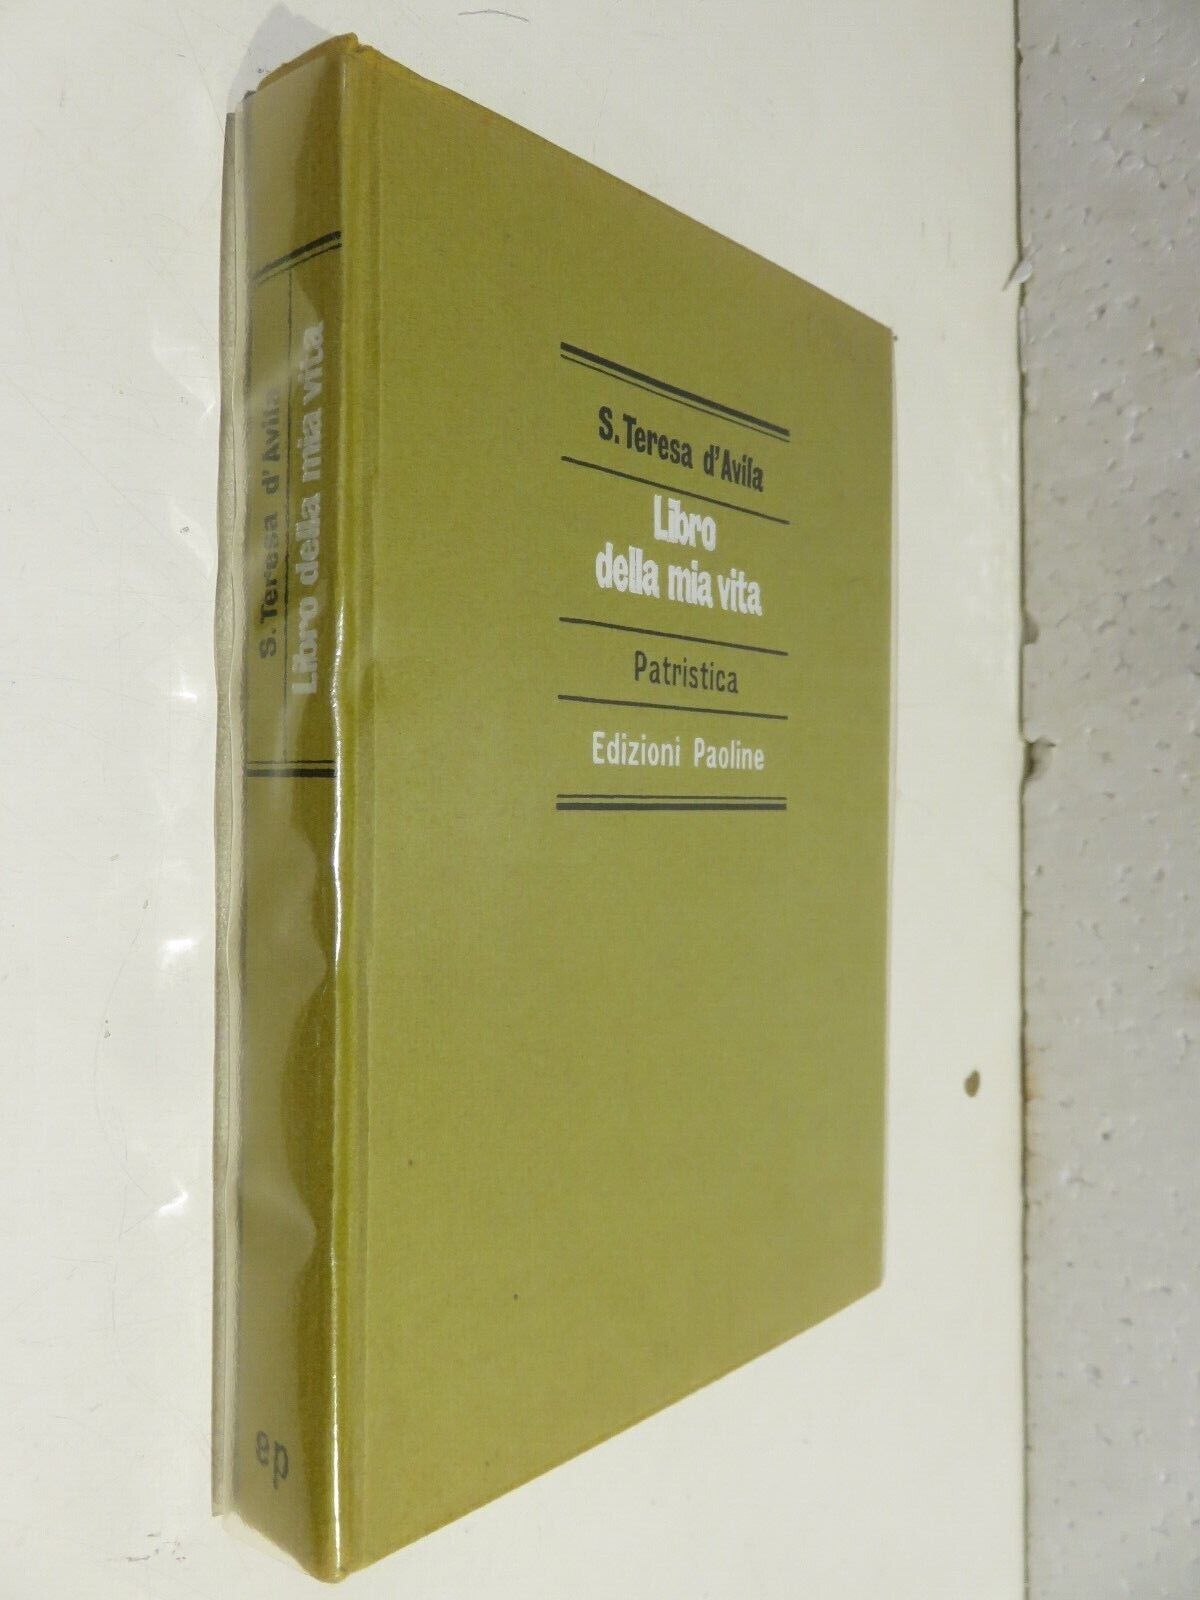 S. Teresa d'Avila
Libro della mia vita
ep
S. Teresa d'Avila
Libro
della mia vita
Patristica
Edizioni Paoline